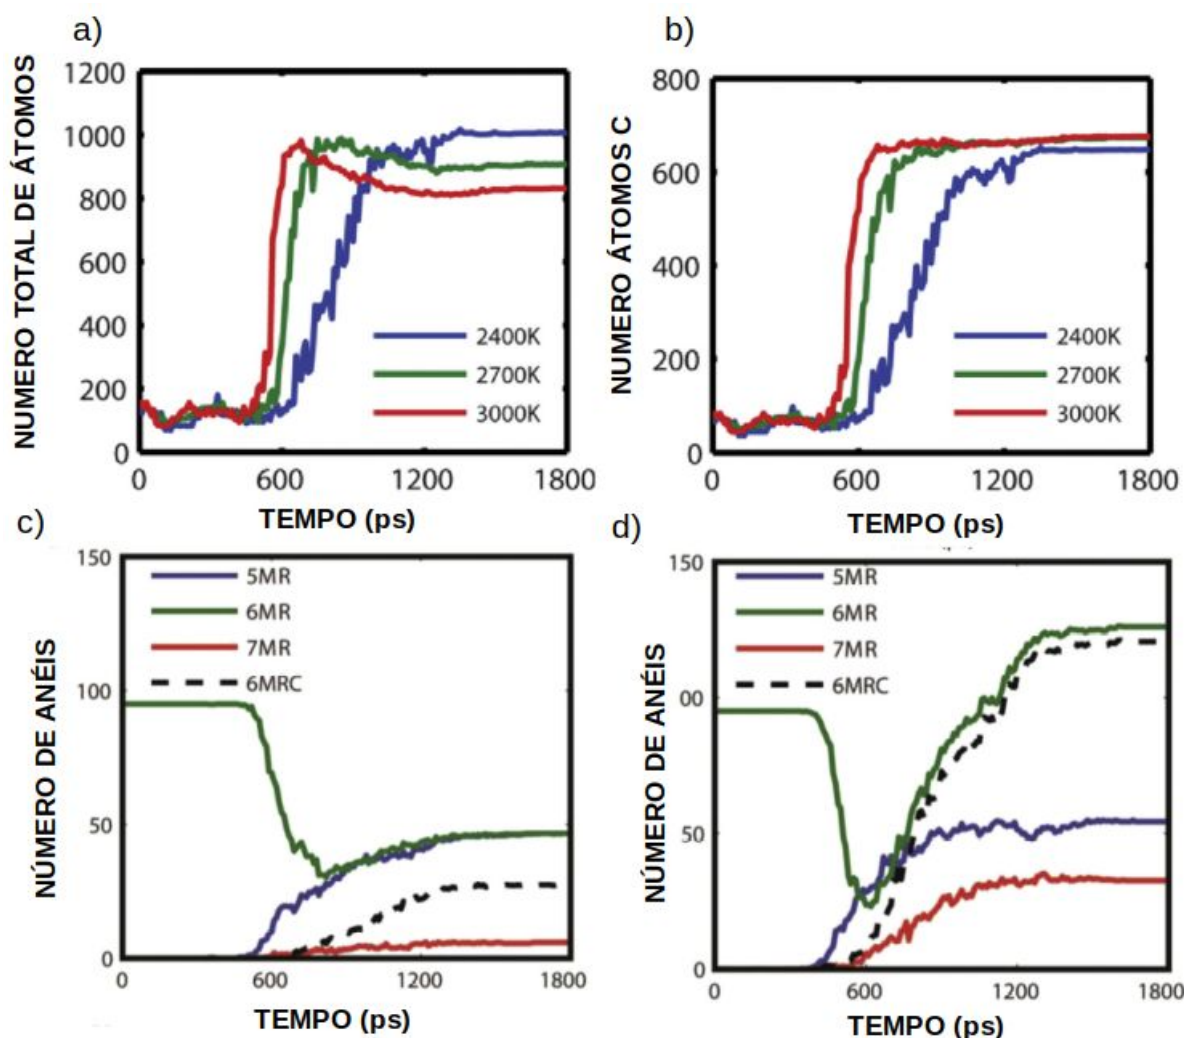 a)
NUMERO TOTAL DE ÁTOMOS
1200
1000
800
600
400
200
0
2400K
2700K
3000K
0 600 1200 1800
TEMPO (ps)
b)
NUMERO ÁTOMOS C
800
600
400
200
0
2400K
2700K
3000K
0 600 1200 1800
TEMPO (ps)
c)
NÚMERO DE ANÉIS
150
100
50
0
5MR
6MR
7MR
6MRC
0 600 1200 1800
TEMPO (ps)
d)
NÚMERO DE ANÉIS
150
00
50
0
5MR
6MR
7MR
6MRC
0 600 1200 1800
TEMPO (ps)